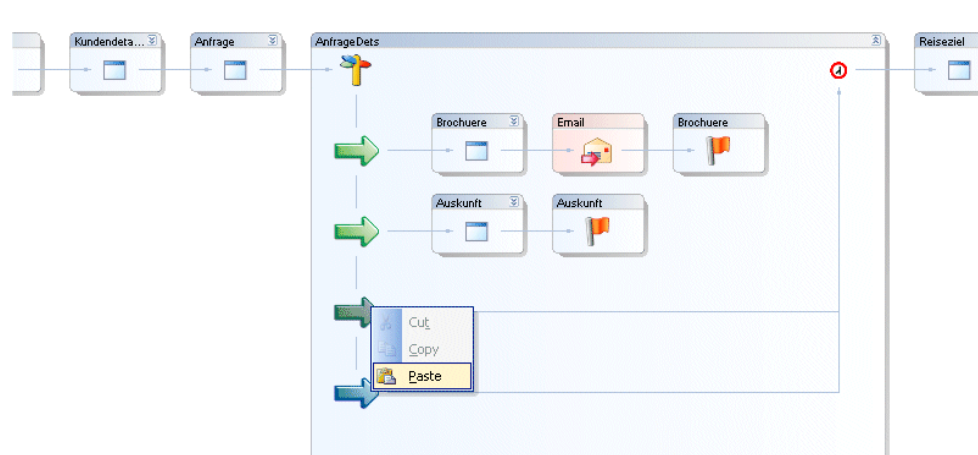 Kundendeta...
Anfrage
AnfrageDets
Reiseziel
Brochuere
Email
Brochuere
Auskunft
Auskunft
Cut
Copy
Paste